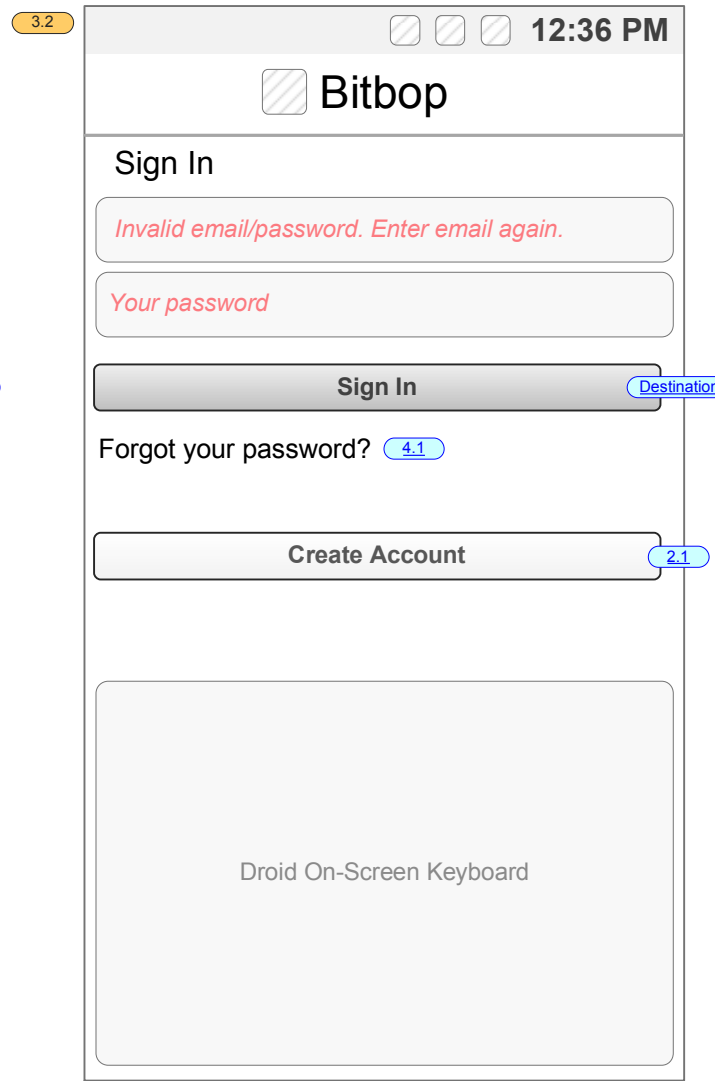 3.2
12:36 PM
Bitbop
Sign In
Invalid email/password. Enter email again.
Your password
Sign In
Destination
Forgot your password? 4.1
Create Account
2.1
Droid On-Screen Keyboard